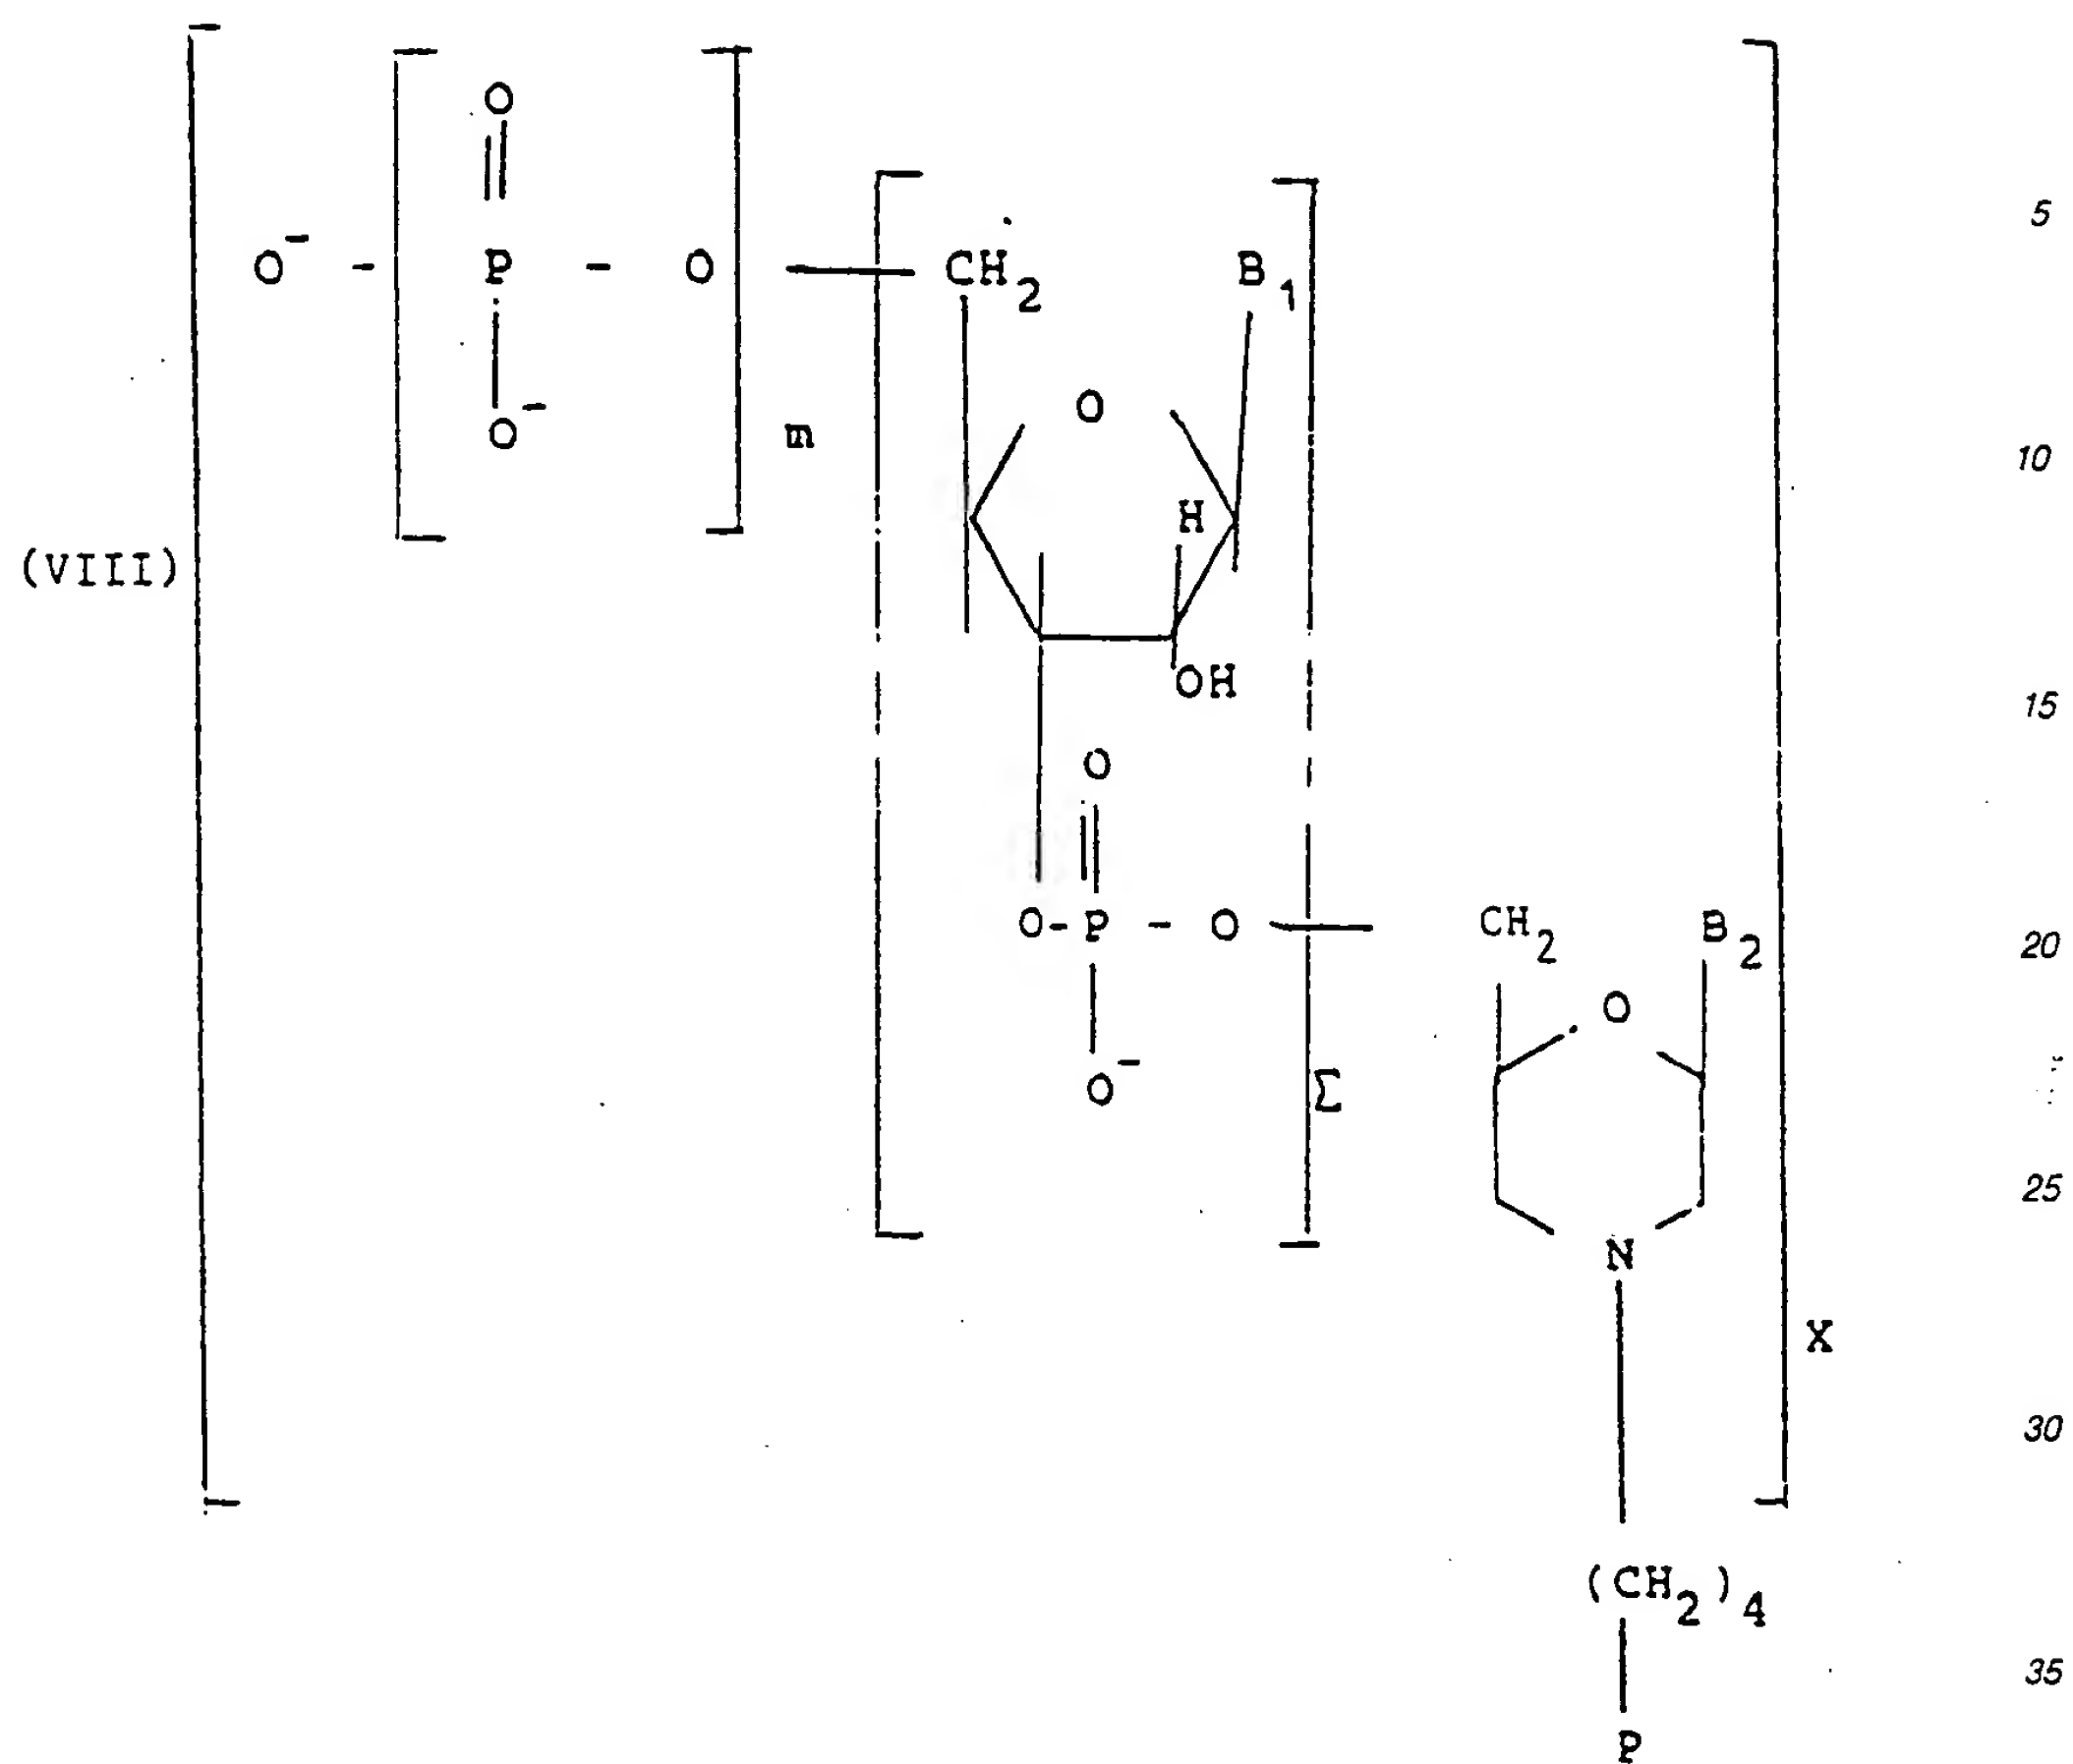 O
5
O⁻ - P - O CH₂ B₁
O
O⁻ m
10
H
(VIII)
OH
15
O
O - P - O CH₂ B₂
20
O
O⁻ Σ
25
N
X
30
(CH₂)₄
35
P